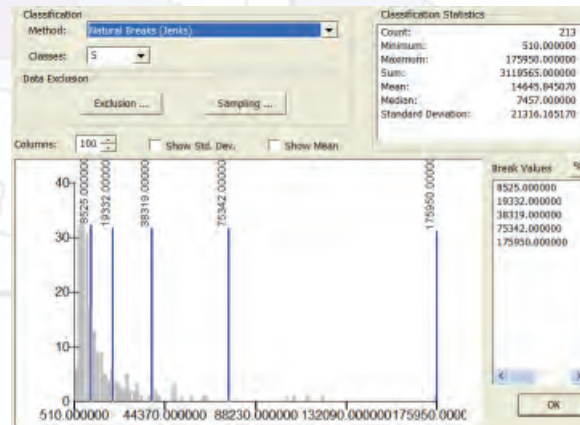 Classification
Method: Natural Breaks (Jenks)
Classes: 5
Data Exclusion
Exclusion ... Sampling ...
Columns: 100 Show Std. Dev. Show Mean
Classification Statistics
Count: 213
Minimum: 510.000000
Maximum: 175950.000000
Sum: 3119565.000000
Mean: 14645.845070
Median: 7457.000000
Standard Deviation: 21316.165170
40
30
20
10
0
8525.000000
19332.000000
38319.000000
75342.000000
175950.00000
510.000000 44370.000000 88230.000000 132090.000000 175950.000
Break Values %
8525.000000
19332.000000
38319.000000
75342.000000
175950.000000
OK